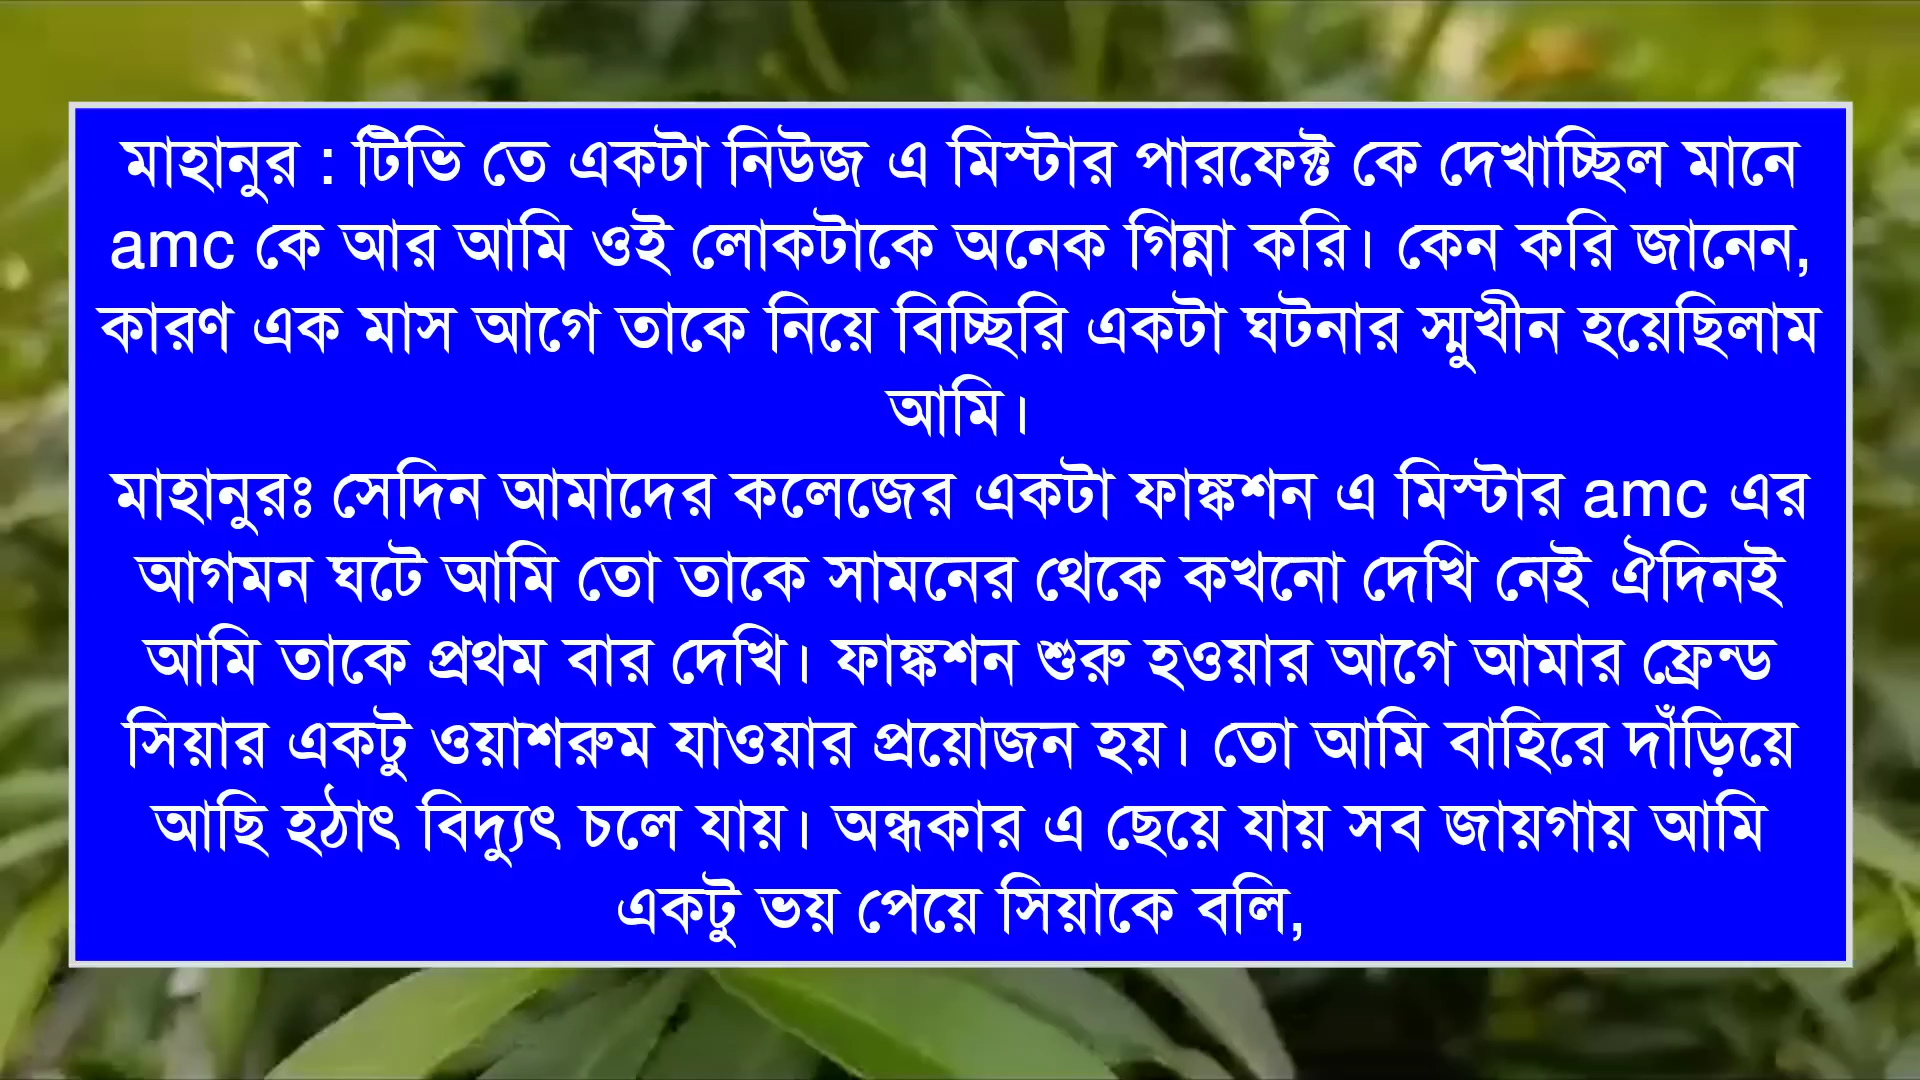 মাহানুর : টিভি তে একটা নিউজ এ মিস্টার পারফেক্ট কে দেখাচ্ছিল মানে
amc কে আর আমি ওই লোকটাকে অনেক গিন্না করি। কেন করি জানেন,
কারণ এক মাস আগে তাকে নিয়ে বিচ্ছিরি একটা ঘটনার স্মুখীন হয়েছিলাম
আমি।
মাহানুরঃ সেদিন আমাদের কলেজের একটা ফাঙ্কশন এ মিস্টার amc এর
আগমন ঘটে আমি তো তাকে সামনের থেকে কখনো দেখি নেই ঐদিনই
আমি তাকে প্রথম বার দেখি। ফাঙ্কশন শুরু হওয়ার আগে আমার ফ্রেন্ড
সিয়ার একটু ওয়াশরুম যাওয়ার প্রয়োজন হয়। তো আমি বাহিরে দাঁড়িয়ে
আছি হঠাৎ বিদ্যুৎ চলে যায়। অন্ধকার এ ছেয়ে যায় সব জায়গায় আমি
একটু ভয় পেয়ে সিয়াকে বলি,